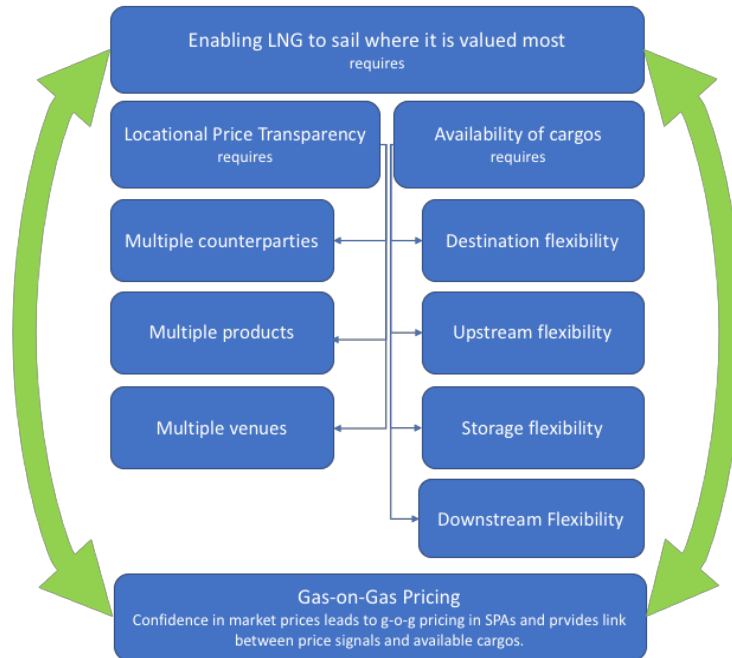 Enabling LNG to sail where it is valued most
requires
Locational Price Transparency
requires
Availability of cargos
requires
Multiple counterparties
Destination flexibility
Multiple products
Upstream flexibility
Multiple venues
Storage flexibility
Downstream Flexibility
Gas-on-Gas Pricing
Confidence in market prices leads to g-o-g pricing in SPAs and prvides link
between price signals and available cargos.